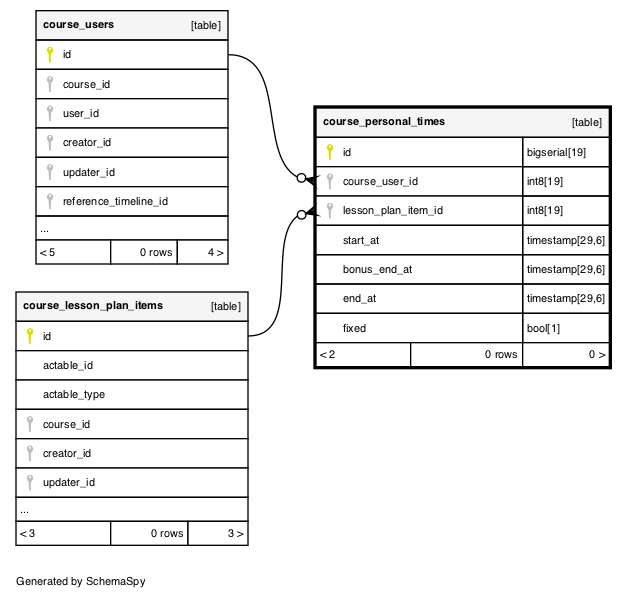 course_users [table]
id
course_id
user_id
creator_id
updater_id
reference_timeline_id
...
< 5 0 rows 4 >
course_personal_times [table]
id bigserial[19]
course_user_id int8[19]
lesson_plan_item_id int8[19]
start_at timestamp[29,6]
bonus_end_at timestamp[29,6]
end_at timestamp[29,6]
fixed bool[1]
< 2 0 rows 0 >
course_lesson_plan_items [table]
id
actable_id
actable_type
course_id
creator_id
updater_id
...
< 3 0 rows 3 >
Generated by SchemaSpy